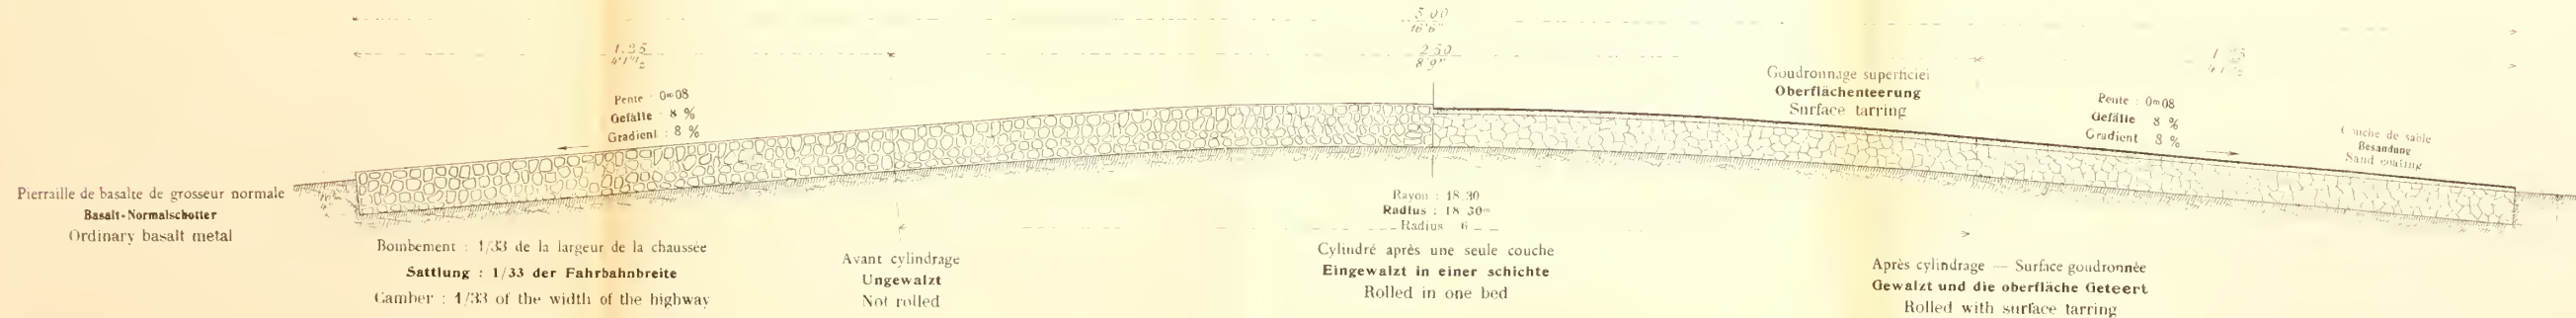 5.00
16'6"
1.25
4'1"1/2
2.50
8'9"
Goudronnage superficiel
Oberflächenteerung
Surface tarring
Pente : 0m08
Gefälle : 8 %
Gradient : 8 %
Pente : 0m08
Gefälle 8 %
Gradient 8 %
Couche de sable
Besandung
Sand coating
Pierraille de basalte de grosseur normale
Basalt-Normalschotter
Ordinary basalt metal
Rayon : 18.30
Radius : 18 30m
Radius
Bombement : 1/33 de la largeur de la chaussée
Sattlung : 1/33 der Fahrbahnbreite
Camber : 1/33 of the width of the highway
Avant cylindrage
Ungewalzt
Not rolled
Cylindré après une seule couche
Eingewalzt in einer schichte
Rolled in one bed
Après cylindrage — Surface goudronnée
Gewalzt und die oberfläche Geteert
Rolled with surface tarring